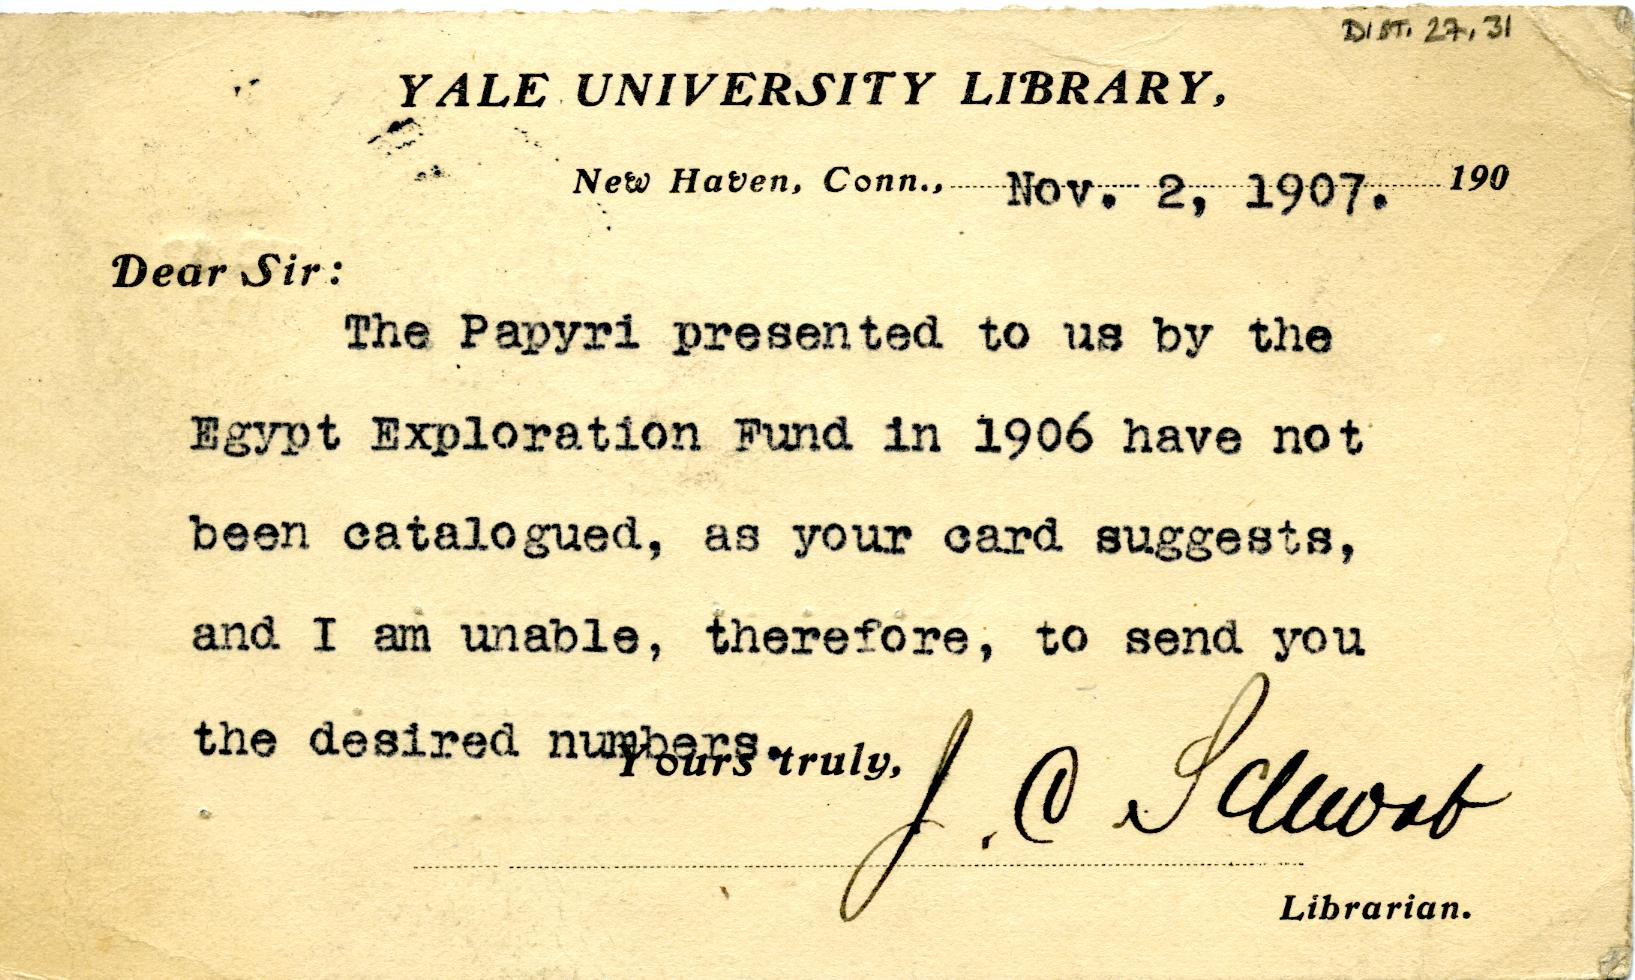 DIST. 27, 31
YALE UNIVERSITY LIBRARY,
New Haven, Conn., Nov. 2, 1907. 190
Dear Sir:
The Papyri presented to us by the
Egypt Exploration Fund in 1906 have not
been catalogued, as your card suggests,
and I am unable, therefore, to send you
the desired numbers.
Yours truly,
J. C. Schwab
Librarian.